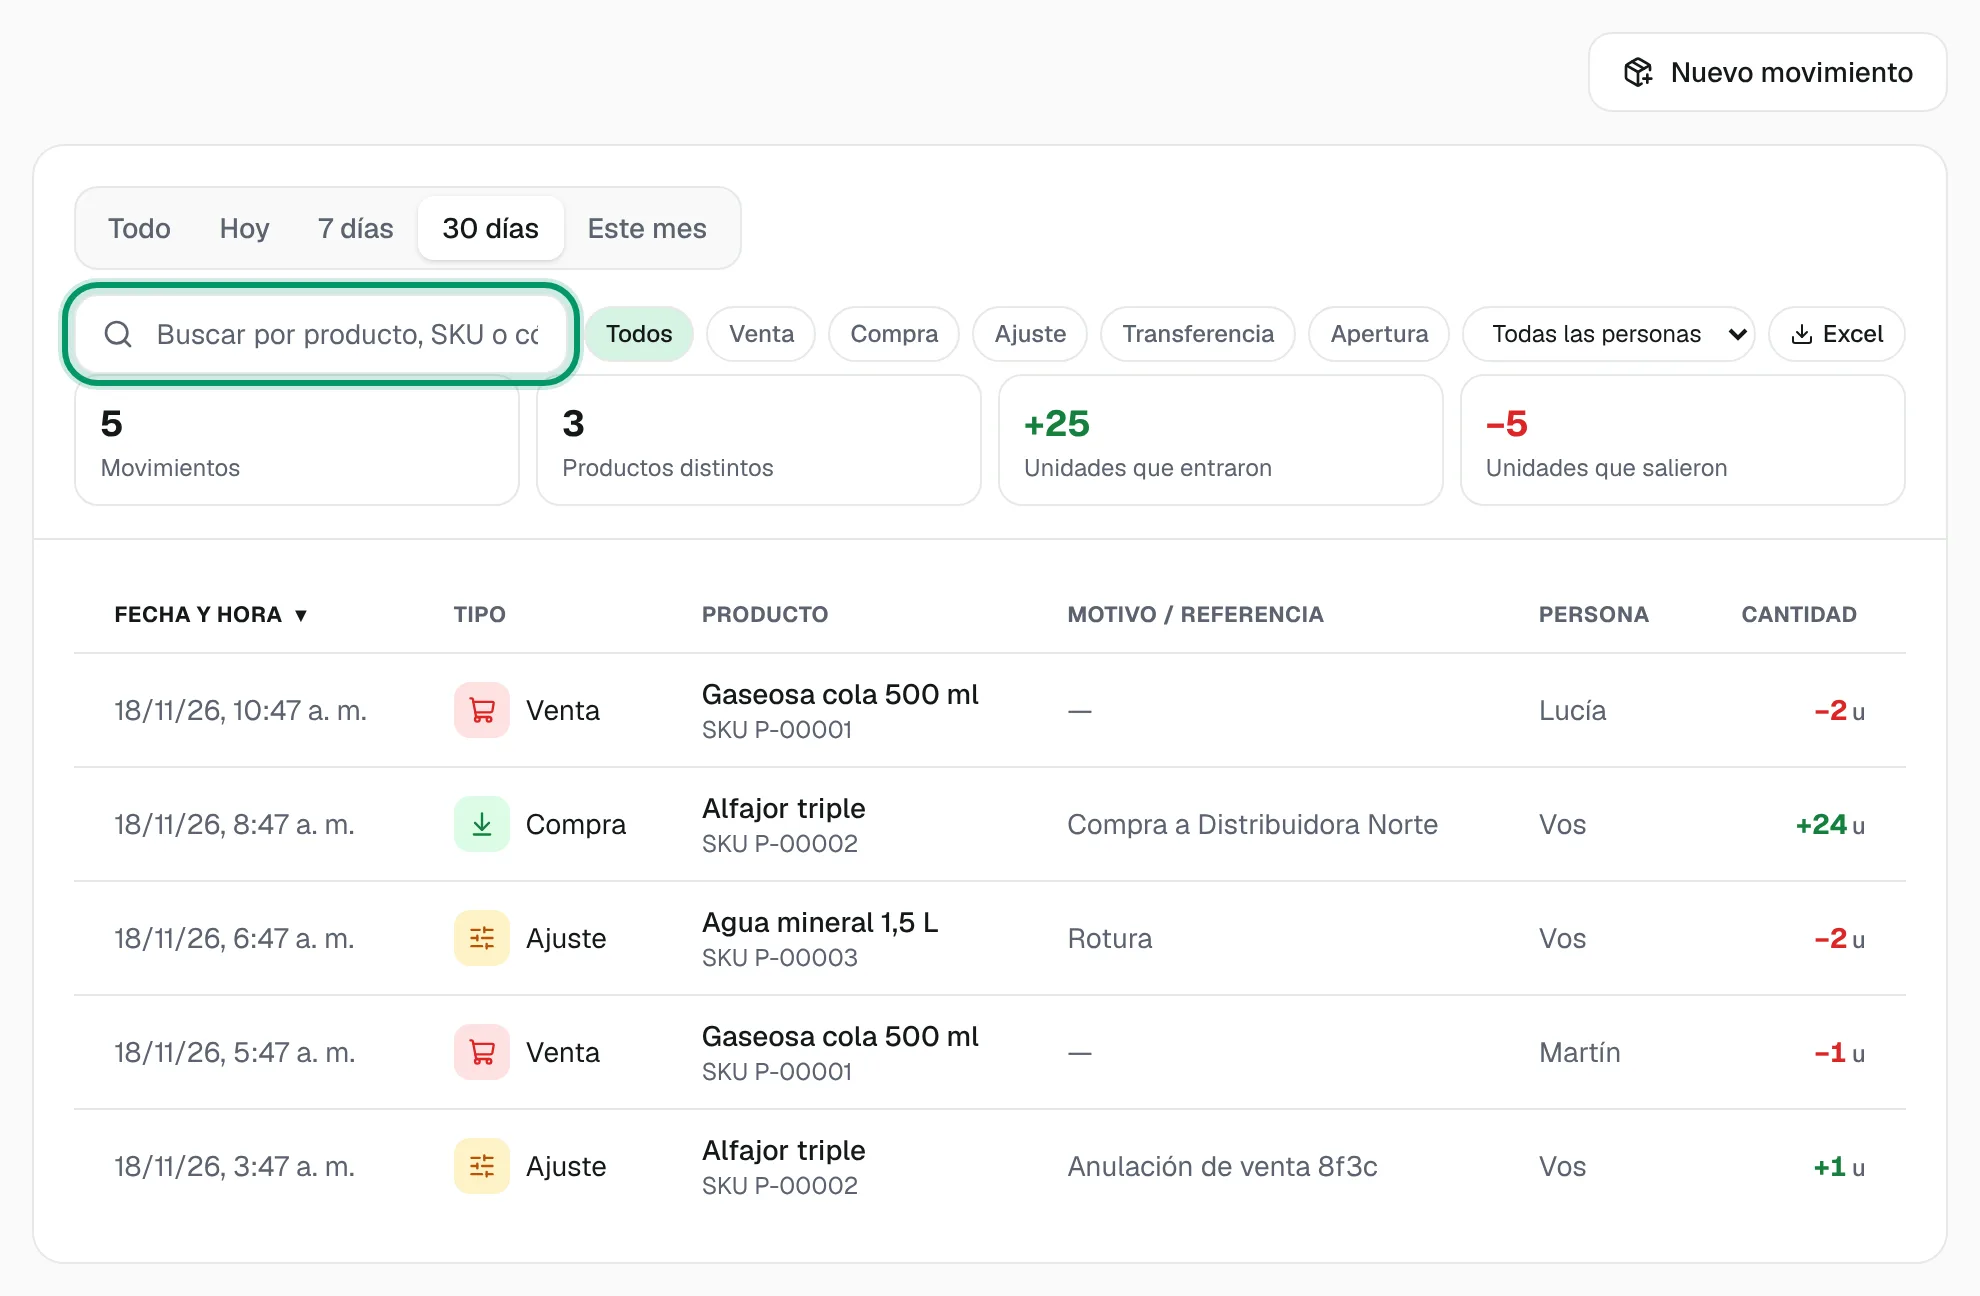 Nuevo movimiento
Todo Hoy 7 días 30 días Este mes
Buscar por producto, SKU o có Todos Venta Compra Ajuste Transferencia Apertura Todas las personas Excel
5 3 +25 −5
Movimientos Productos distintos Unidades que entraron Unidades que salieron
FECHA Y HORA ▼ TIPO PRODUCTO MOTIVO / REFERENCIA PERSONA CANTIDAD
18/11/26, 10:47 a. m. Venta Gaseosa cola 500 ml — Lucía −2 u
SKU P-00001
18/11/26, 8:47 a. m. Compra Alfajor triple Compra a Distribuidora Norte Vos +24 u
SKU P-00002
18/11/26, 6:47 a. m. Ajuste Agua mineral 1,5 L Rotura Vos −2 u
SKU P-00003
18/11/26, 5:47 a. m. Venta Gaseosa cola 500 ml — Martín −1 u
SKU P-00001
18/11/26, 3:47 a. m. Ajuste Alfajor triple Anulación de venta 8f3c Vos +1 u
SKU P-00002